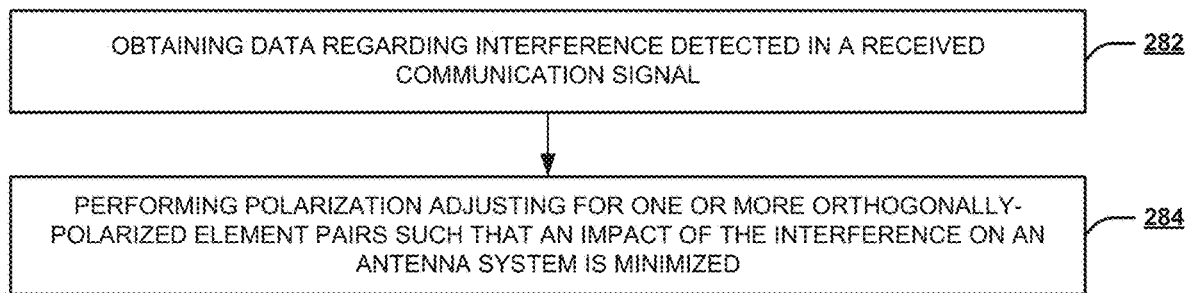 OBTAINING DATA REGARDING INTERFERENCE DETECTED IN A RECEIVED
COMMUNICATION SIGNAL
282
PERFORMING POLARIZATION ADJUSTING FOR ONE OR MORE ORTHOGONALLY-
POLARIZED ELEMENT PAIRS SUCH THAT AN IMPACT OF THE INTERFERENCE ON AN
ANTENNA SYSTEM IS MINIMIZED
284